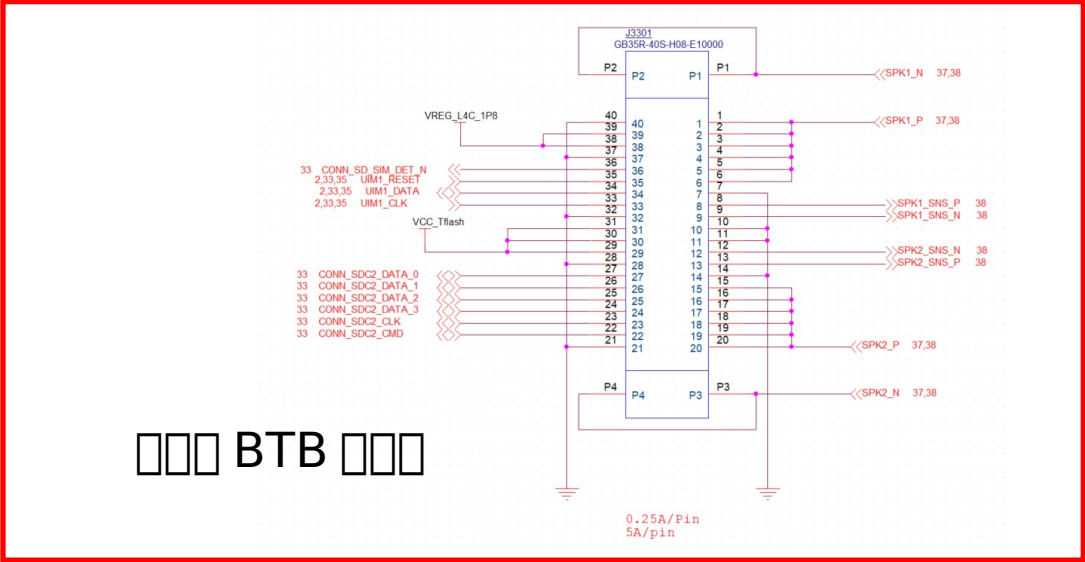 J3301
GB35R-40S-H08-E10000
P2 P2 P1 P1 SPK1_N 37,38
VREG_L4C_1P8
40 40 1 1 SPK1_P 37,38
39 39 2 2
38 38 3 3
37 37 4 4
33 CONN_SD_SIM_DET_N 36 36 5 5
2,33,35 UIM1_RESET 35 35 6 6
2,33,35 UIM1_DATA 34 34 7 7
2,33,35 UIM1_CLK 33 33 8 8 SPK1_SNS_P 38
32 32 9 9 SPK1_SNS_N 38
VCC_Tflash
31 31 10 10
30 30 11 11
29 29 12 12 SPK2_SNS_N 38
28 28 13 13 SPK2_SNS_P 38
33 CONN_SDC2_DATA_0 27 27 14 14
33 CONN_SDC2_DATA_1 26 26 15 15
33 CONN_SDC2_DATA_2 25 25 16 16
33 CONN_SDC2_DATA_3 24 24 17 17
33 CONN_SDC2_CLK 23 23 18 18
33 CONN_SDC2_CMD 22 22 19 19
21 21 20 20 SPK2_P 37,38
P4 P4 P3 P3 SPK2_N 37,38
BTB
0.25A/Pin
5A/pin